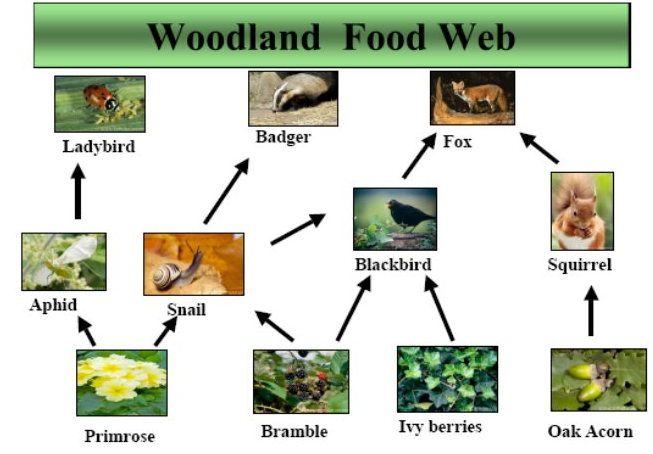 Woodland Food Web
Ladybird
Badger
Fox
Aphid
Snail
Blackbird
Squirrel
Primrose
Bramble
Ivy berries
Oak Acorn